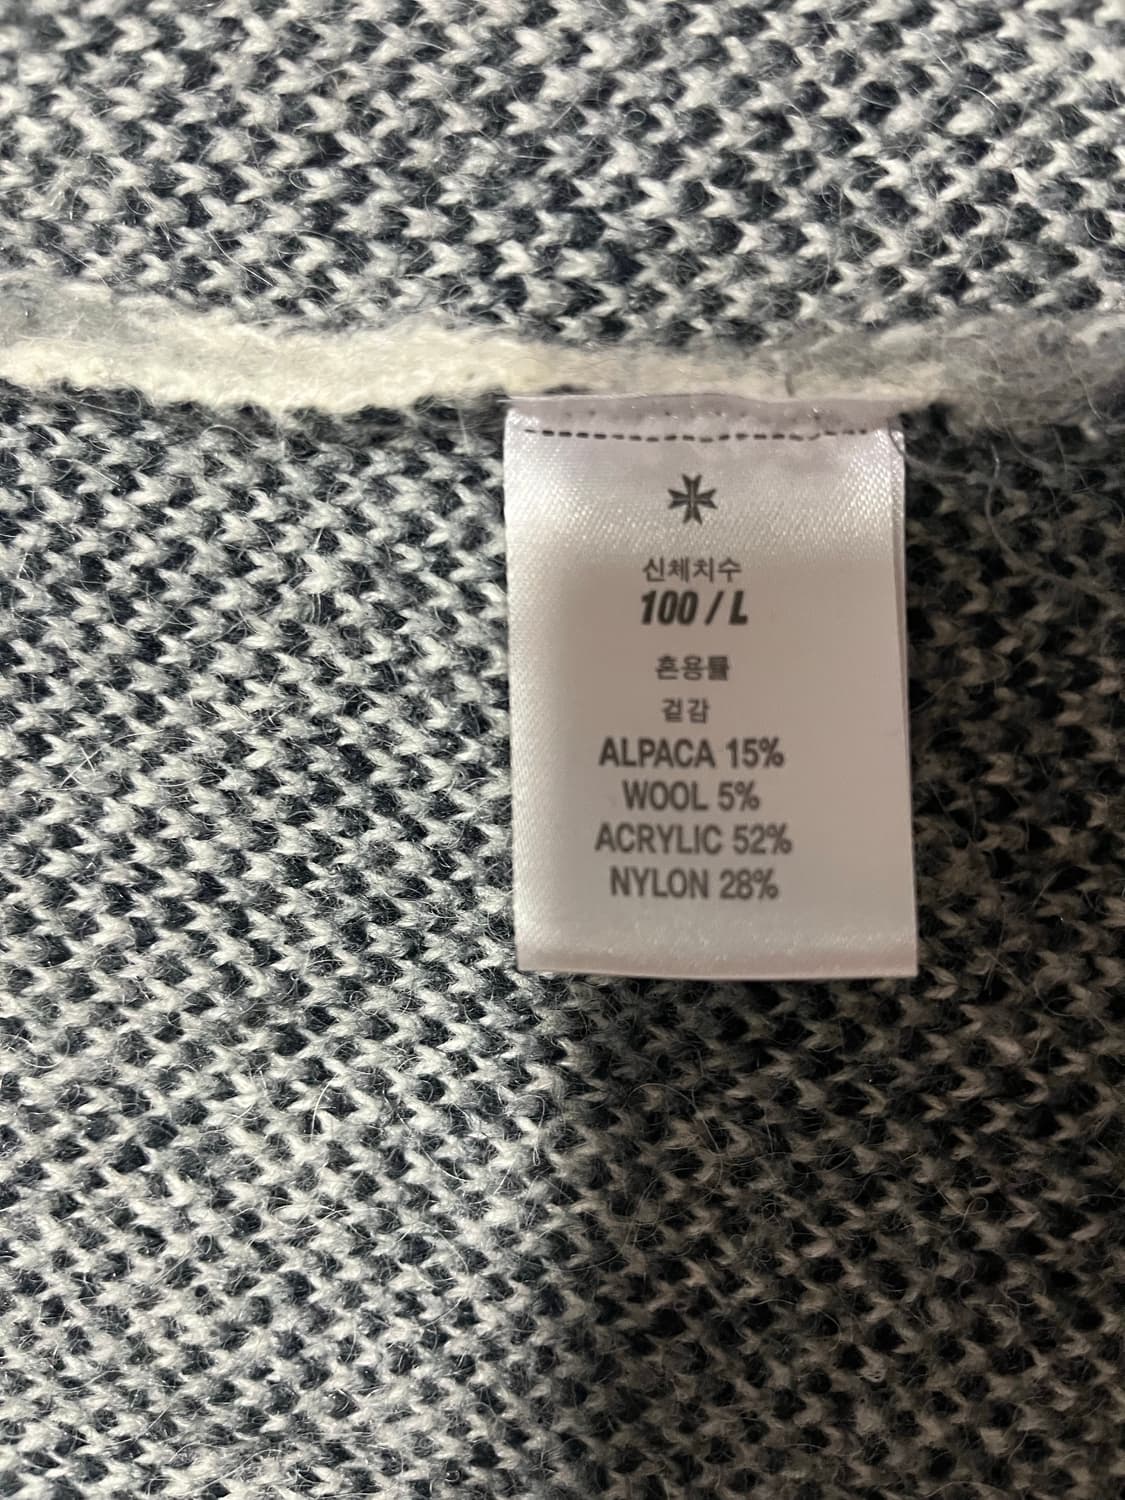 신체치수
100 / L
혼용률
겉감
ALPACA 15%
WOOL 5%
ACRYLIC 52%
NYLON 28%